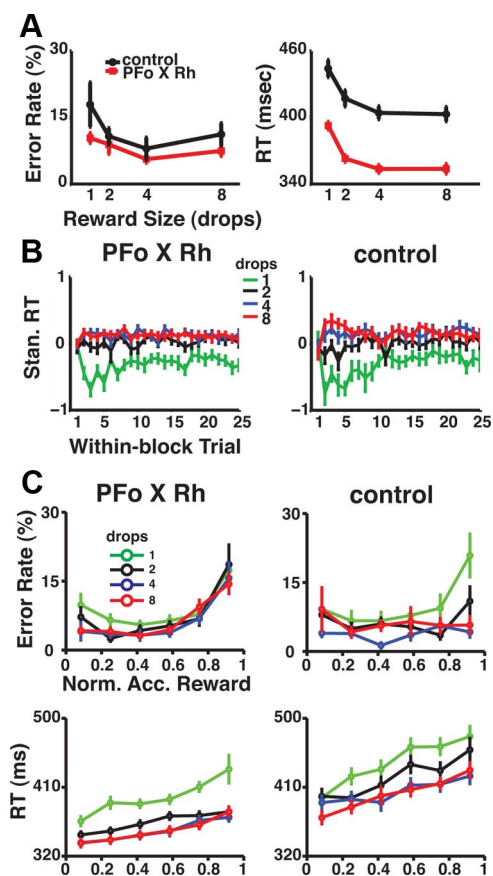 A
Error Rate (%)
30
15
0
control
PFo X Rh
1 2 4 8
Reward Size (drops)
RT (msec)
460
400
340
1 2 4 8
B
PFo X Rh
control
drops
1
2
4
8
Stan. RT
1
0
−1
1 5 10 15 20 25
Within-block Trial
1
0
−1
1 5 10 15 20 25
C
PFo X Rh
control
Error Rate (%)
30
15
0
drops
1
2
4
8
0 0.2 0.4 0.6 0.8 1
Norm. Acc. Reward
30
15
0
0 0.2 0.4 0.6 0.8 1
RT (ms)
500
410
320
0 0.2 0.4 0.6 0.8 1
500
410
320
0 0.2 0.4 0.6 0.8 1